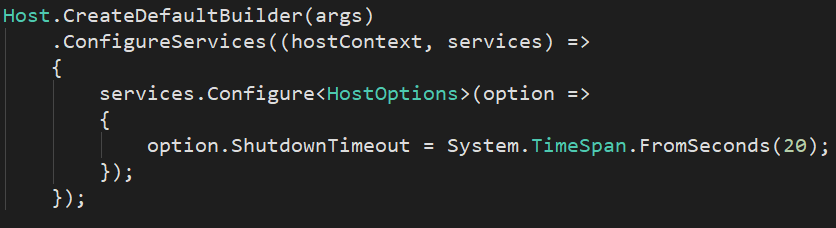 Host.CreateDefaultBuilder(args)
    .ConfigureServices((hostContext, services) =>
    {
        services.Configure<HostOptions>(option =>
        {
            option.ShutdownTimeout = System.TimeSpan.FromSeconds(20);
        });
    });